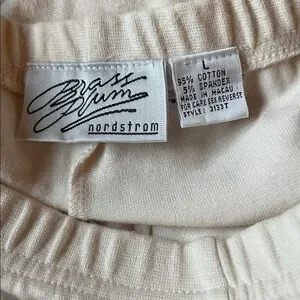 Brass
Plum
nordstrom
L
95% COTTON
5% SPANDEX
MADE IN MACAU
FOR CARE SEE REVERSE
STYLE: 3133T